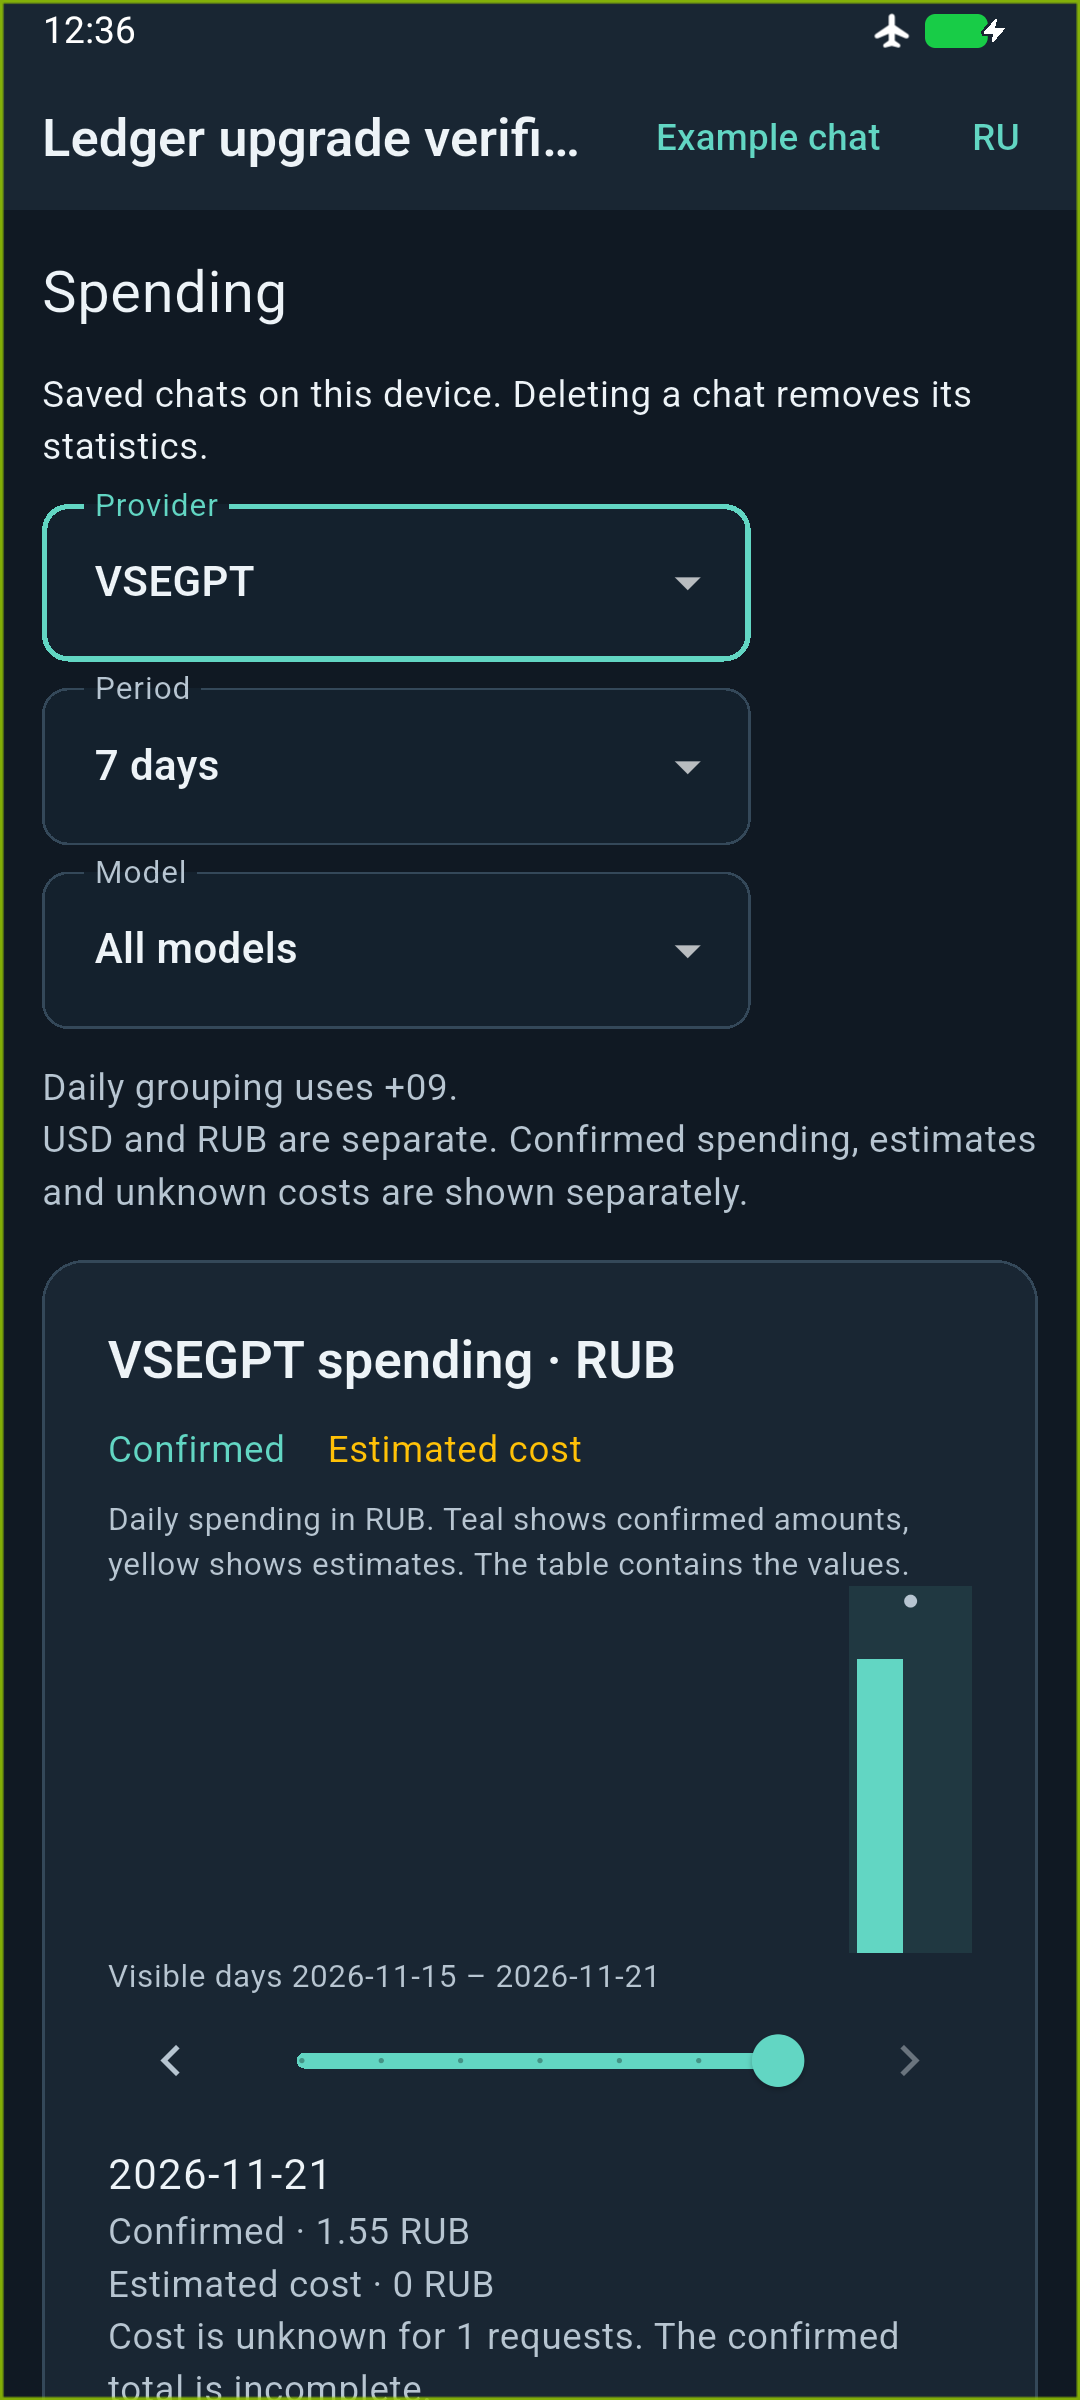 12:36
Ledger upgrade verifi...
Example chat
RU
Spending
Saved chats on this device. Deleting a chat removes its
statistics.
Provider
VSEGPT
Period
7 days
Model
All models
Daily grouping uses +09.
USD and RUB are separate. Confirmed spending, estimates
and unknown costs are shown separately.
VSEGPT spending · RUB
Confirmed
Estimated cost
Daily spending in RUB. Teal shows confirmed amounts,
yellow shows estimates. The table contains the values.
Visible days 2026-11-15 – 2026-11-21
2026-11-21
Confirmed · 1.55 RUB
Estimated cost · 0 RUB
Cost is unknown for 1 requests. The confirmed
total is incomplete.